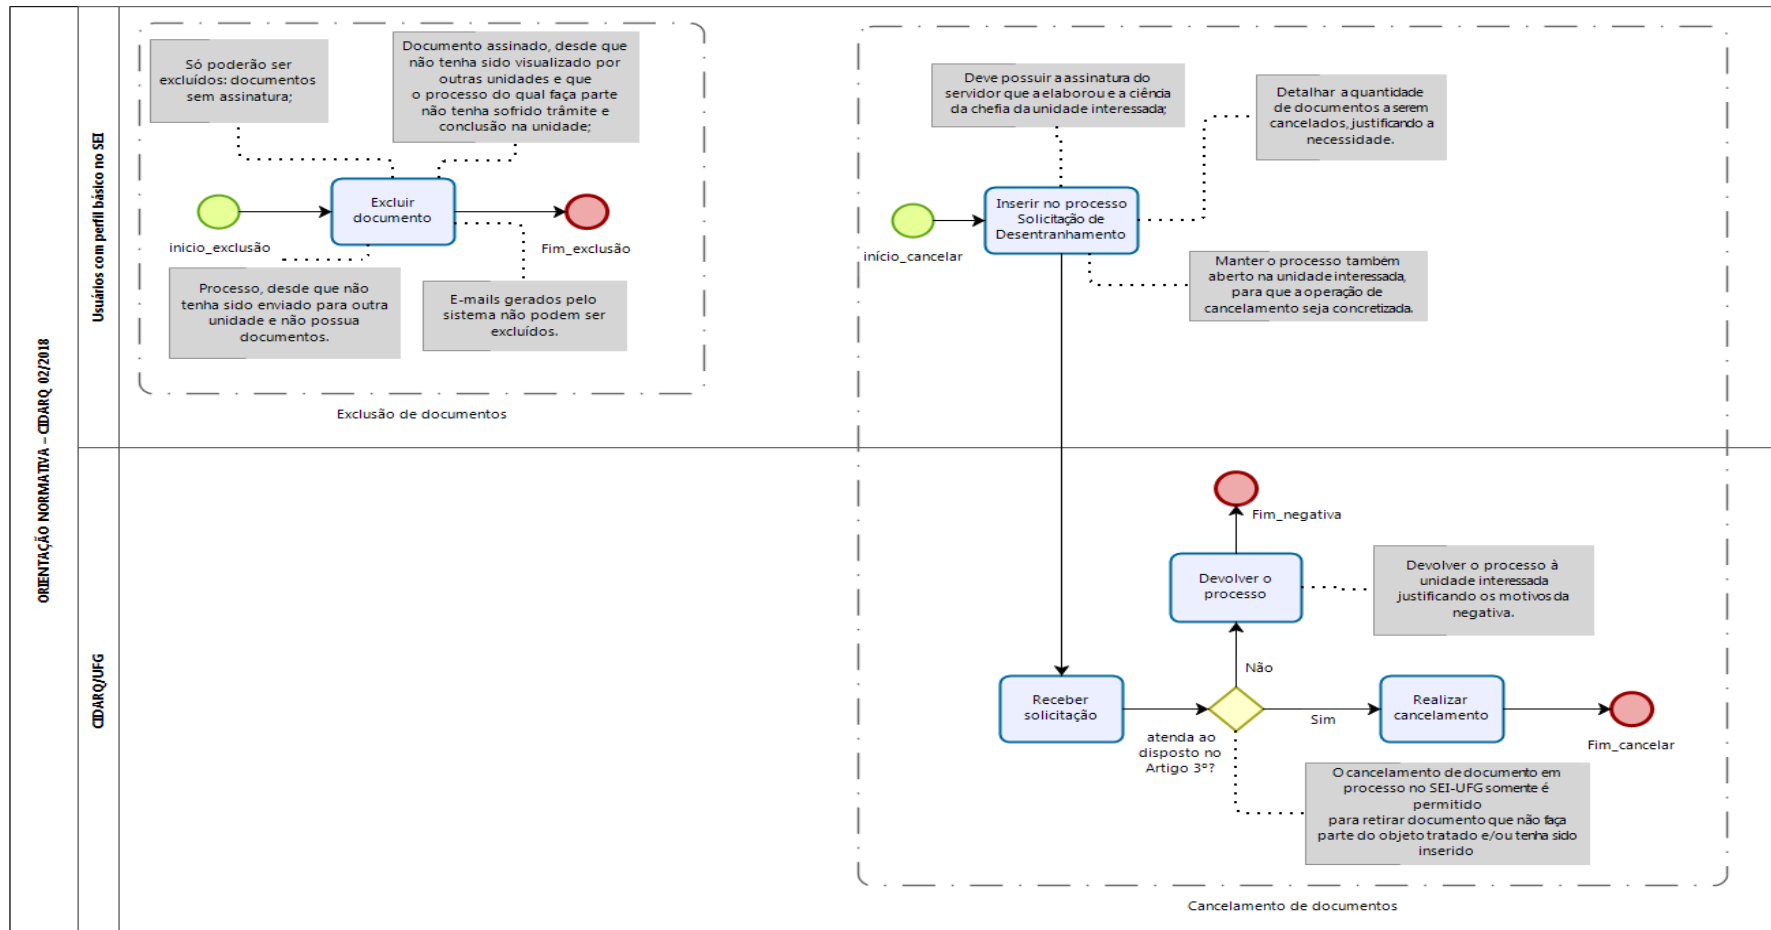 ORIENTAÇÃO NORMATIVA – CIDARQ 02/2018
Usuários com perfil básico no SEI
Só poderão ser
excluídos: documentos
sem assinatura;
Documento assinado, desde que
não tenha sido visualizado por
outras unidades e que
o processo do qual faça parte
não tenha sofrido trâmite e
conclusão na unidade;
inicio_exclusão
Excluir
documento
Fim_exclusão
Processo, desde que não
tenha sido enviado para outra
unidade e não possua
documentos.
E-mails gerados pelo
sistema não podem ser
excluídos.
Exclusão de documentos
Deve possuir a assinatura do
servidor que a elaborou e a ciência
da chefia da unidade interessada;
Detalhar a quantidade
de documentos a serem
cancelados, justificando a
necessidade.
início_cancelar
Inserir no processo
Solicitação de
Desentranhamento
Manter o processo também
aberto na unidade interessada,
para que a operação de
cancelamento seja concretizada.
CIDARQ/UFG
Fim_negativa
Devolver o
processo
Devolver o processo à
unidade interessada
justificando os motivos da
negativa.
Não
Receber
solicitação
atenda ao
disposto no
Artigo 3º?
Sim
Realizar
cancelamento
Fim_cancelar
O cancelamento de documento em
processo no SEI-UFG somente é
permitido
para retirar documento que não faça
parte do objeto tratado e/ou tenha sido
inserido
Cancelamento de documentos